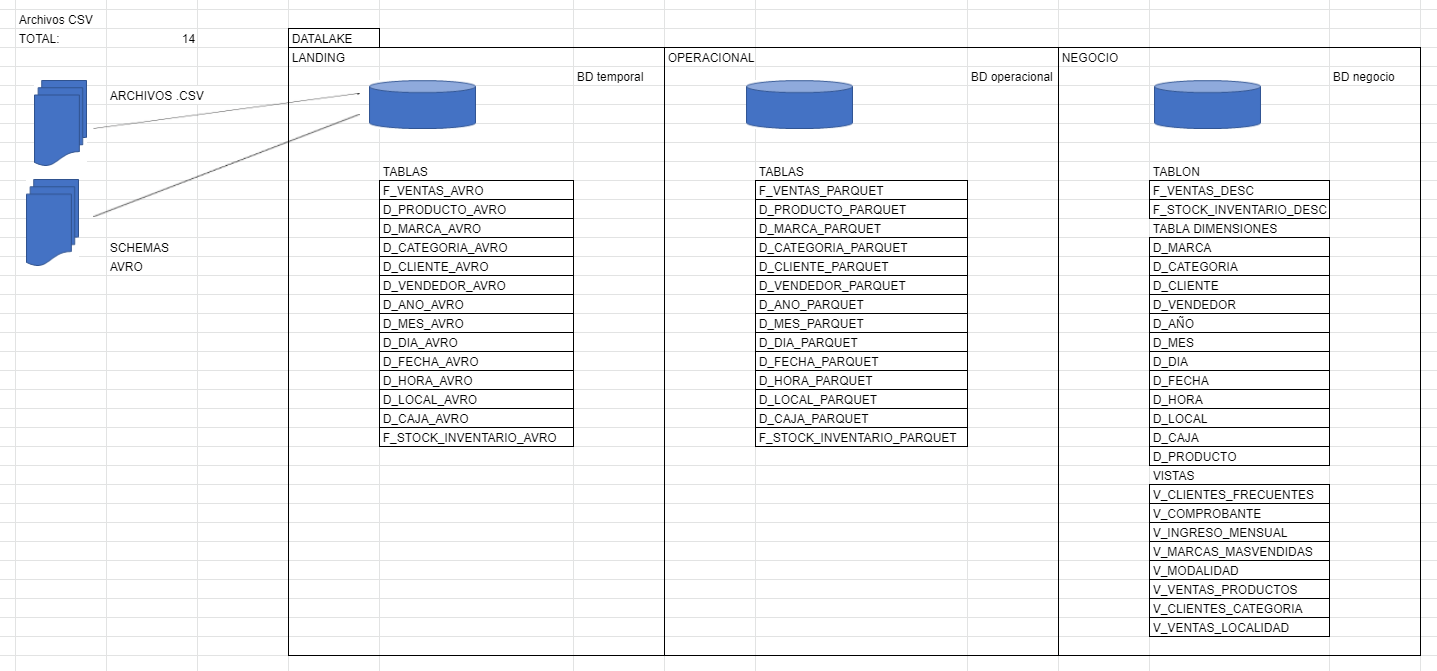 Archivos CSV
TOTAL: 14
DATALAKE
LANDING
BD temporal
ARCHIVOS .CSV
SCHEMAS
AVRO
TABLAS
F_VENTAS_AVRO
D_PRODUCTO_AVRO
D_MARCA_AVRO
D_CATEGORIA_AVRO
D_CLIENTE_AVRO
D_VENDEDOR_AVRO
D_ANO_AVRO
D_MES_AVRO
D_DIA_AVRO
D_FECHA_AVRO
D_HORA_AVRO
D_LOCAL_AVRO
D_CAJA_AVRO
F_STOCK_INVENTARIO_AVRO
OPERACIONAL
BD operacional
TABLAS
F_VENTAS_PARQUET
D_PRODUCTO_PARQUET
D_MARCA_PARQUET
D_CATEGORIA_PARQUET
D_CLIENTE_PARQUET
D_VENDEDOR_PARQUET
D_ANO_PARQUET
D_MES_PARQUET
D_DIA_PARQUET
D_FECHA_PARQUET
D_HORA_PARQUET
D_LOCAL_PARQUET
D_CAJA_PARQUET
F_STOCK_INVENTARIO_PARQUET
NEGOCIO
BD negocio
TABLON
F_VENTAS_DESC
F_STOCK_INVENTARIO_DESC
TABLA DIMENSIONES
D_MARCA
D_CATEGORIA
D_CLIENTE
D_VENDEDOR
D_AÑO
D_MES
D_DIA
D_FECHA
D_HORA
D_LOCAL
D_CAJA
D_PRODUCTO
VISTAS
V_CLIENTES_FRECUENTES
V_COMPROBANTE
V_INGRESO_MENSUAL
V_MARCAS_MASVENDIDAS
V_MODALIDAD
V_VENTAS_PRODUCTOS
V_CLIENTES_CATEGORIA
V_VENTAS_LOCALIDAD